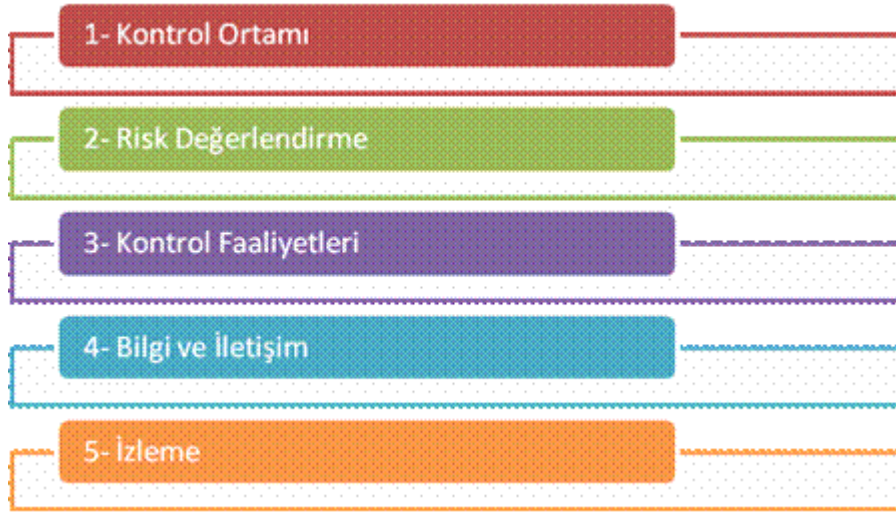 1- Kontrol Ortamı
2- Risk Değerlendirme
3- Kontrol Faaliyetleri
4- Bilgi ve İletişim
5- İzleme